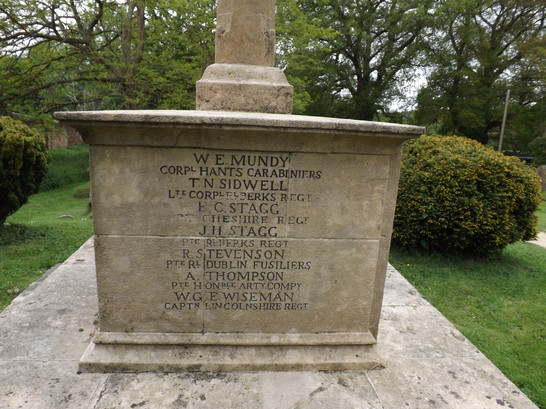 W.E.MUNDY
CORPL HANTS CARABINIERS
T.N SIDWELL
LCE CORPL R.BERKS REGT
F.C.STAGG
CHESHIRE REGT
J.H.STAGG
PTE R.BERKS REGT
R.STEVENSON
PTE RL DUBLIN FUSILIERS
A.THOMPSON
PTE HONBLE ARTY COMPY
W.G.E.WISEMAN
CAPTN LINCOLNSHIRE REGT